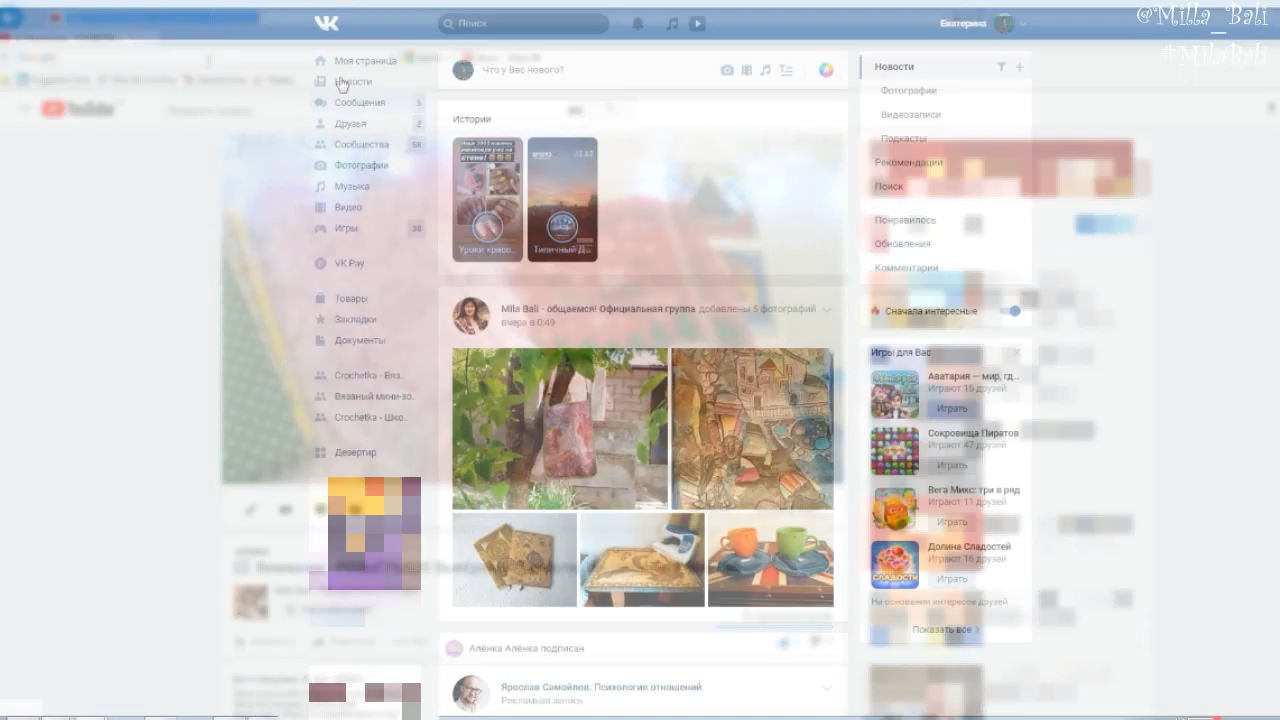 @Milla_Bali
#MilaBali
Поиск
Екатерина
Моя страница
Новости
Сообщения 5
Друзья 2
Сообщества 58
Фотографии
Музыка
Видео
Игры 38
VK Pay
Товары
Закладки
Документы
Crochetka - Вяз..
Вязаный мини-зо..
Crochetka - Шко..
Дезертир
Что у Вас нового?
Истории
Уроки красо..
Типичный Д..
Mila Bali - общаемся! Официальная группа добавлены 5 фотографий
вчера в 0:49
Алёнка Алёнка подписан
Ярослав Самойлов. Психология отношений.
Рекламная запись
Новости
Фотографии
Видеозаписи
Подкасты
Рекомендации
Поиск
Понравилось
Обновления
Комментарии
Сначала интересные
Игры для Вас
Аватария — мир, гд...
Играют 15 друзей
Играть
Сокровища Пиратов
Играют 47 друзей
Играть
Вега Микс: три в ряд
Играют 11 друзей
Играть
Долина Сладостей
Играют 16 друзей
Играть
На основании интересов друзей
Показать все